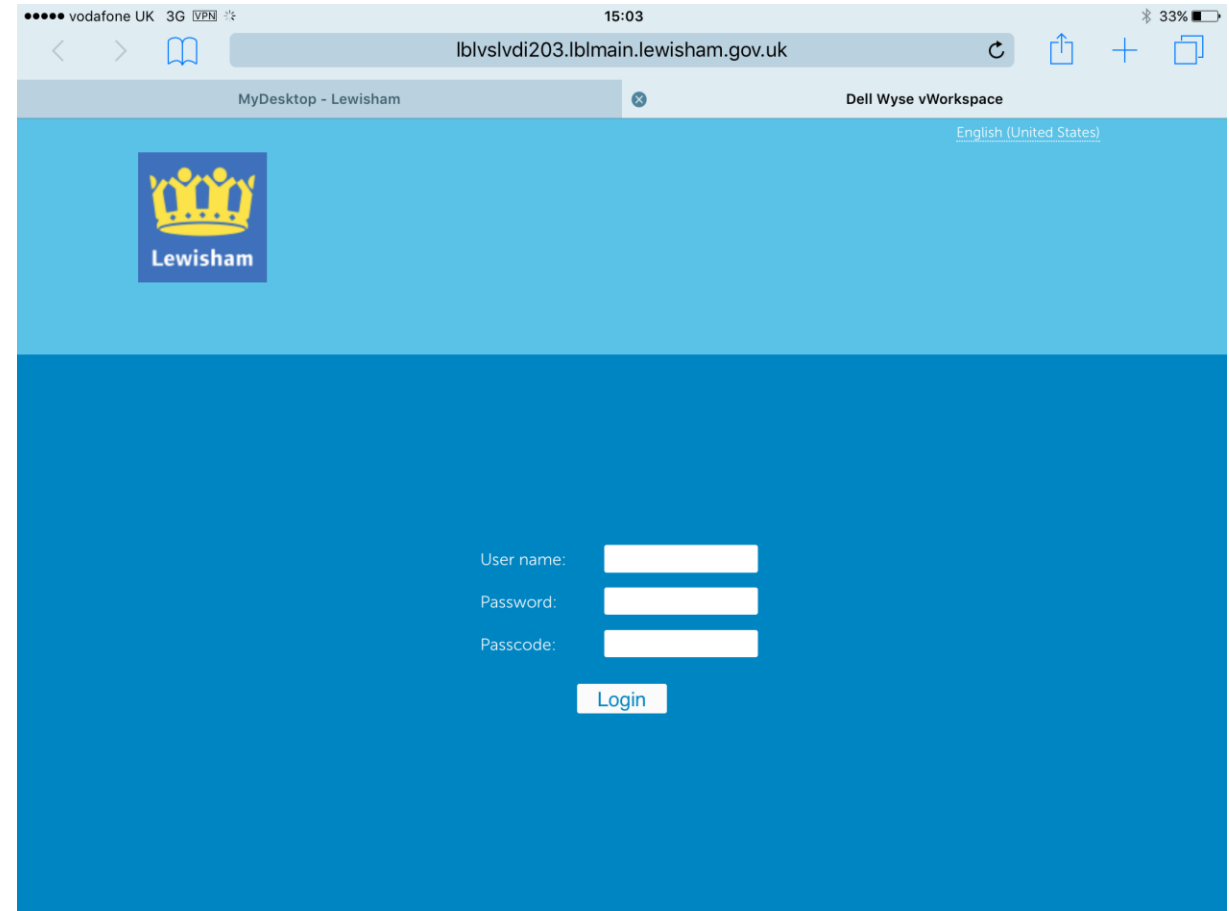 vodafone UK 3G VPN 15:03 33%
lblvslvdi203.lblmain.lewisham.gov.uk
MyDesktop - Lewisham Dell Wyse vWorkspace
English (United States)
Lewisham
User name:
Password:
Passcode:
Login